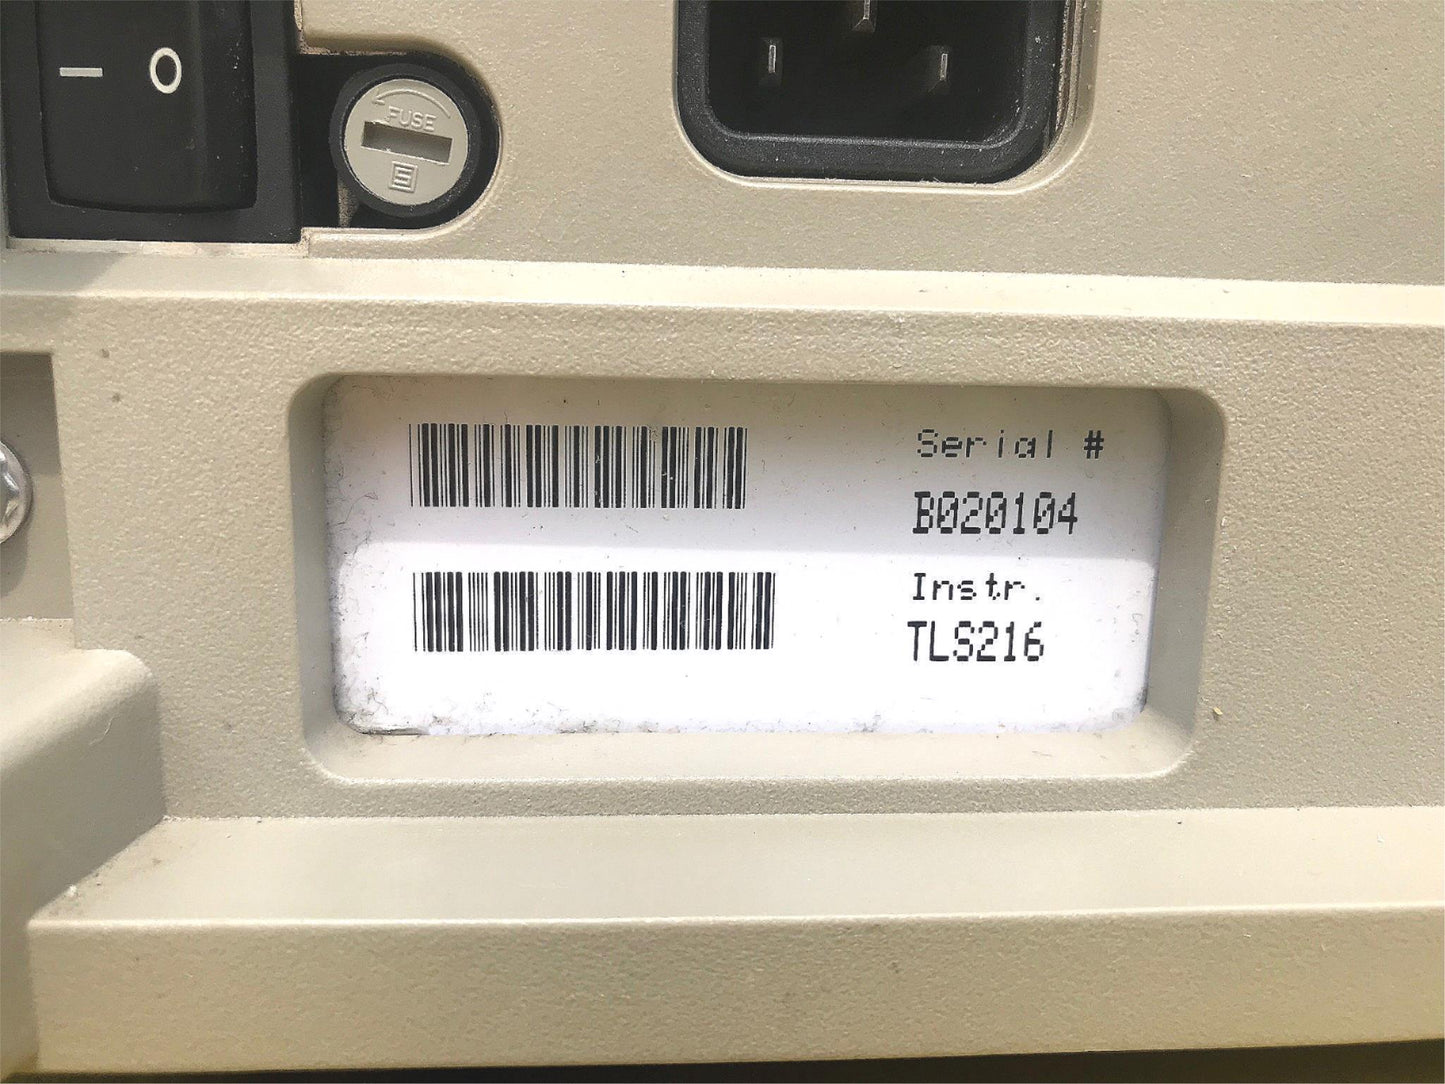 — O
FUSE
Serial #
B020104
Instr.
TLS216